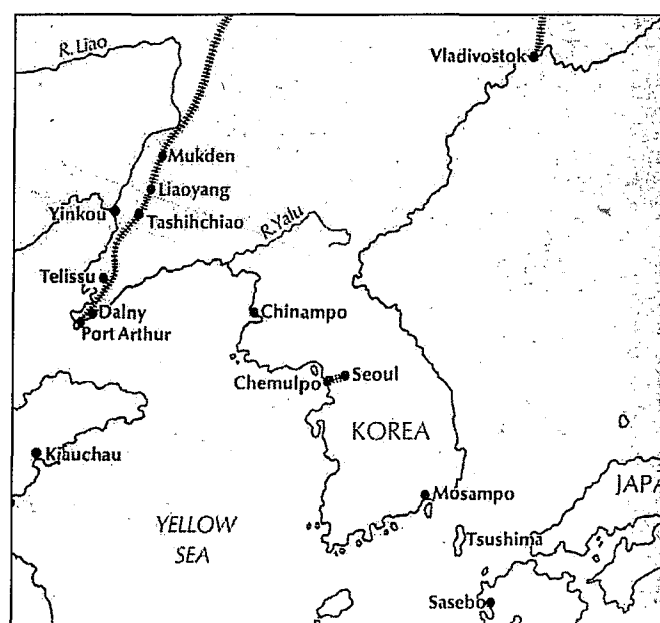 R. Liao
Vladivostok
Mukden
Liaoyang
Yinkou
Tashihchiao
R. Yalu
Telissu
Dalny
Port Arthur
Chinampo
Chemulpo
Seoul
KOREA
Kiauchau
Mosampo
JAPA
YELLOW
SEA
Tsushima
Sasebo